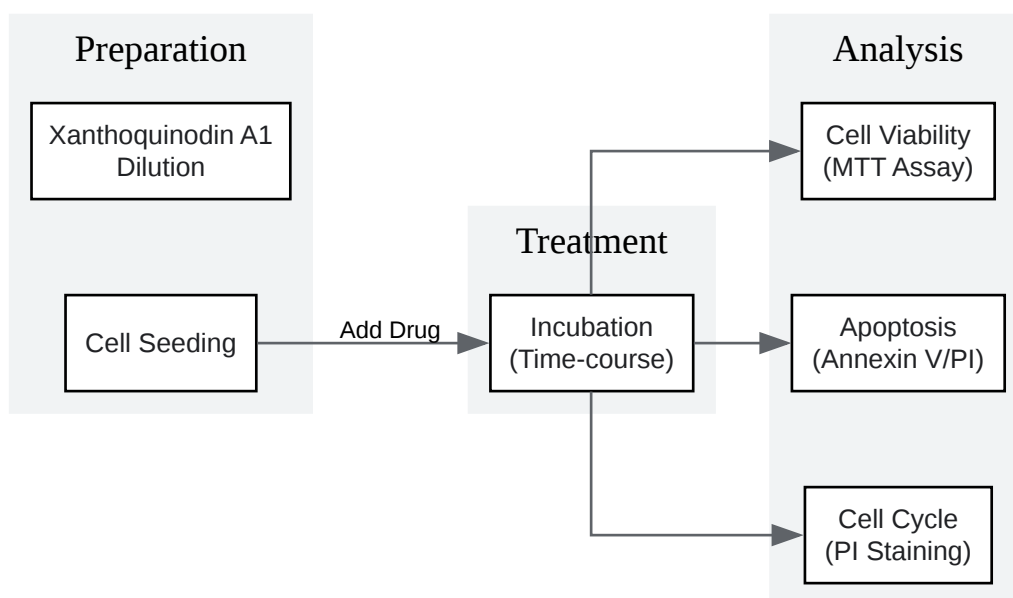 Preparation
Xanthoquinodin A1
Dilution
Cell Seeding
Add Drug
Treatment
Incubation
(Time-course)
Analysis
Cell Viability
(MTT Assay)
Apoptosis
(Annexin V/PI)
Cell Cycle
(PI Staining)